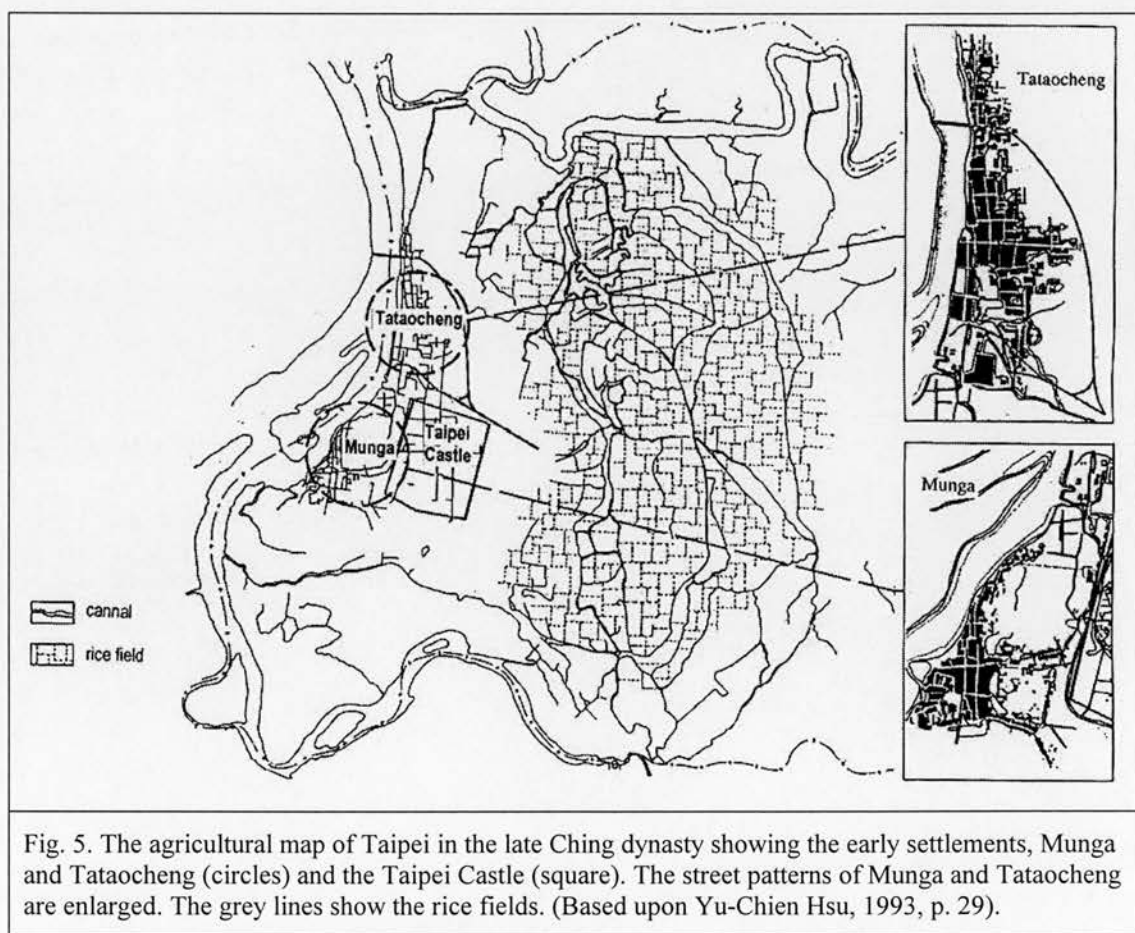 Tataocheng
Tataocheng
Munga
Taipei
Castle
Munga
cannal
rice field
Fig. 5. The agricultural map of Taipei in the late Ching dynasty showing the early settlements, Munga
and Tataocheng (circles) and the Taipei Castle (square). The street patterns of Munga and Tataocheng
are enlarged. The grey lines show the rice fields. (Based upon Yu-Chien Hsu, 1993, p. 29).